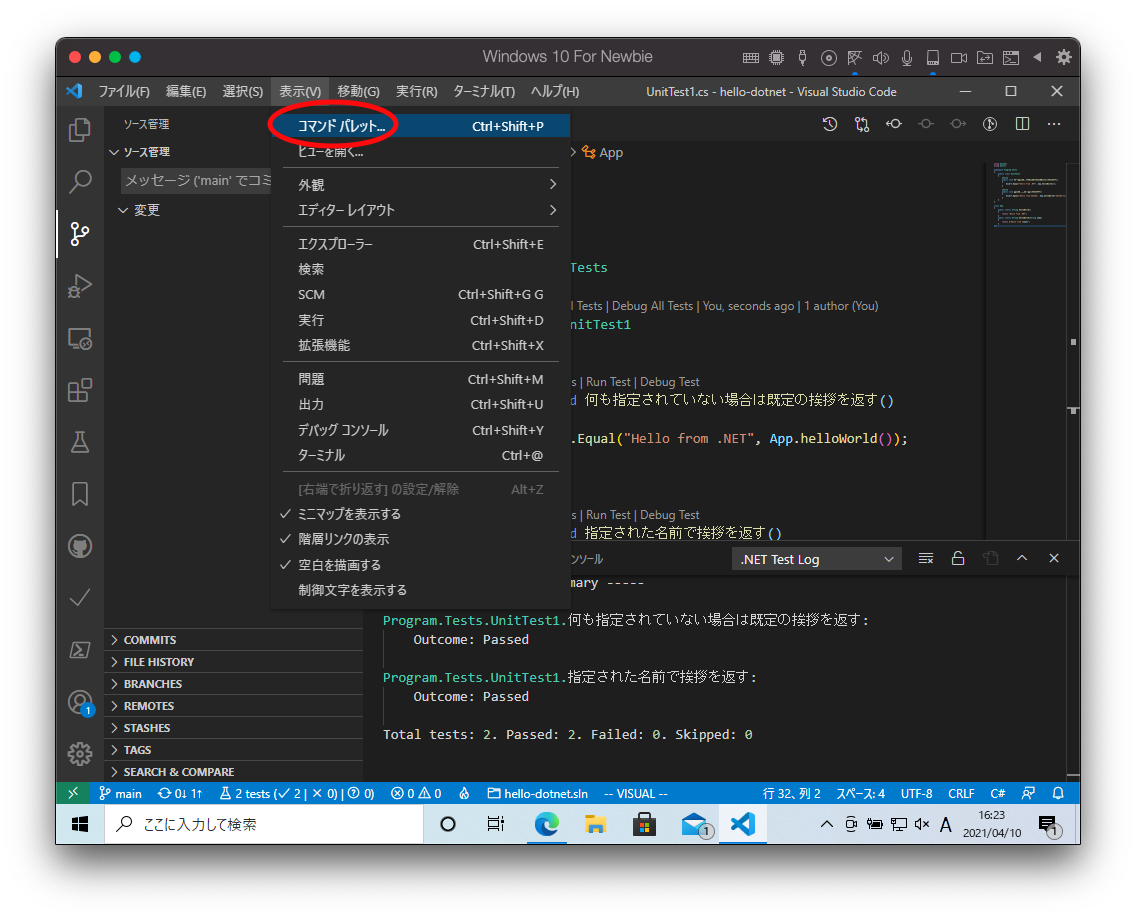 Windows 10 For Newbie
ファイル(F) 編集(E) 選択(S) 表示(V) 移動(G) 実行(R) ターミナル(T) ヘルプ(H) UnitTest1.cs - hello-dotnet - Visual Studio Code
ソース管理
ソース管理
メッセージ ('main' でコミ
変更
コマンド パレット... Ctrl+Shift+P
ビューを開く...
外観
エディター レイアウト
エクスプローラー Ctrl+Shift+E
検索
SCM Ctrl+Shift+G G
実行 Ctrl+Shift+D
拡張機能 Ctrl+Shift+X
問題 Ctrl+Shift+M
出力 Ctrl+Shift+U
デバッグ コンソール Ctrl+Shift+Y
ターミナル Ctrl+@
[右端で折り返す] の設定/解除 Alt+Z
ミニマップを表示する
階層リンクの表示
空白を描画する
制御文字を表示する
App
Tests
l Tests | Debug All Tests | You, seconds ago | 1 author (You)
nitTest1
s | Run Test | Debug Test
d 何も指定されていない場合は既定の挨拶を返す()
.Equal("Hello from .NET", App.helloWorld());
s | Run Test | Debug Test
d 指定された名前で挨拶を返す()
ンソール .NET Test Log
mary -----
Program.Tests.UnitTest1.何も指定されていない場合は既定の挨拶を返す:
Outcome: Passed
Program.Tests.UnitTest1.指定された名前で挨拶を返す:
Outcome: Passed
Total tests: 2. Passed: 2. Failed: 0. Skipped: 0
COMMITS
FILE HISTORY
BRANCHES
REMOTES
STASHES
TAGS
SEARCH & COMPARE
1
main 0↓ 1↑ 2 tests (✓ 2 | ✕ 0) | 0) 0 0 hello-dotnet.sln -- VISUAL -- 行 32、列 2 スペース: 4 UTF-8 CRLF C#
ここに入力して検索 1 A 16:23
2021/04/10 1